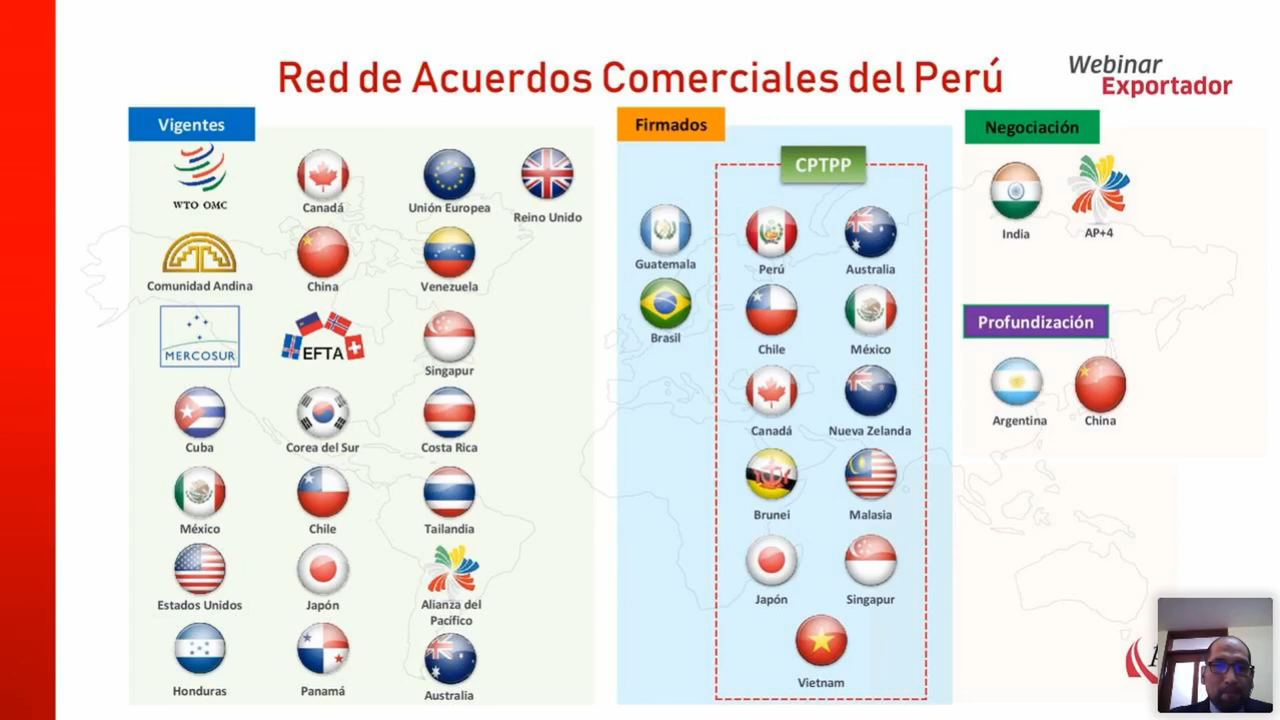 Red de Acuerdos Comerciales del Perú
Webinar
Exportador
Vigentes
WTO OMC
Canadá
Unión Europea
Reino Unido
Comunidad Andina
China
Venezuela
MERCOSUR
EFTA
Singapur
Cuba
Corea del Sur
Costa Rica
México
Chile
Tailandia
Estados Unidos
Japón
Alianza del
Pacífico
Honduras
Panamá
Australia
Firmados
CPTPP
Guatemala
Perú
Australia
Brasil
Chile
México
Canadá
Nueva Zelanda
Brunei
Malasia
Japón
Singapur
Vietnam
Negociación
India
AP+4
Profundización
Argentina
China